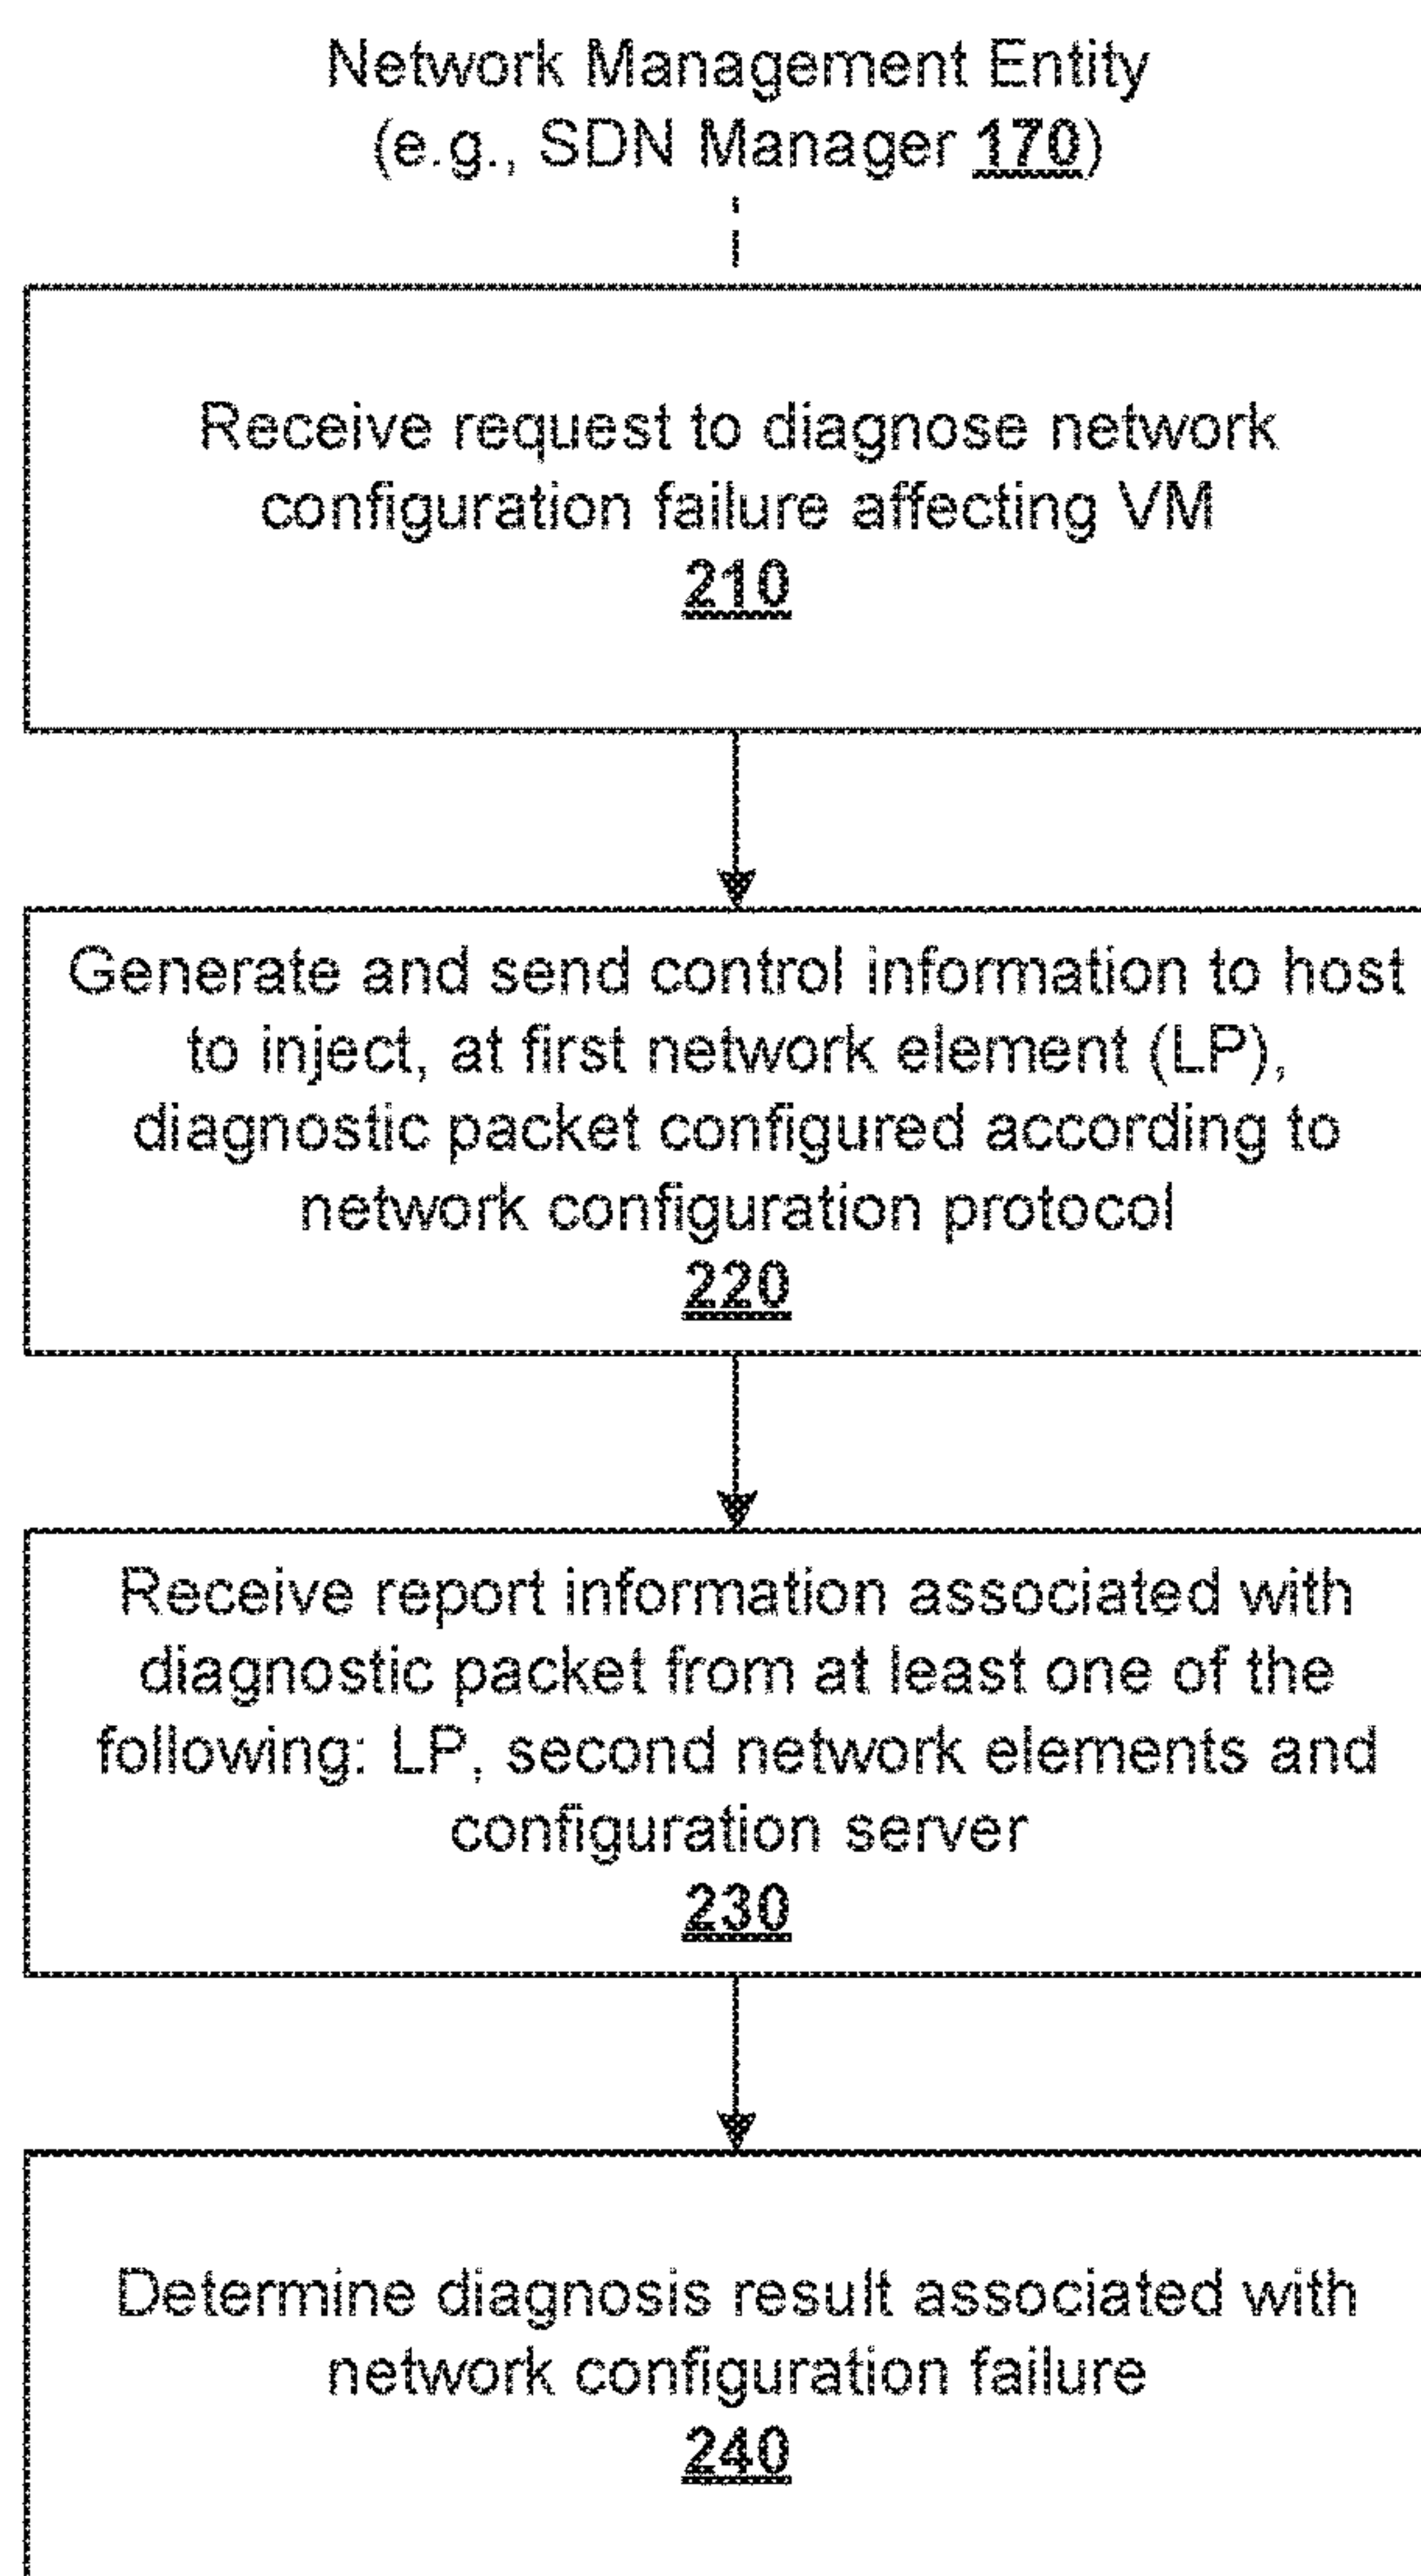 Network Management Entity
(e.g., SDN Manager 170)
Receive request to diagnose network
configuration failure affecting VM
210
Generate and send control information to host
to inject, at first network element (LP),
diagnostic packet configured according to
network configuration protocol
220
Receive report information associated with
diagnostic packet from at least one of the
following: LP, second network elements and
configuration server
230
Determine diagnosis result associated with
network configuration failure
240